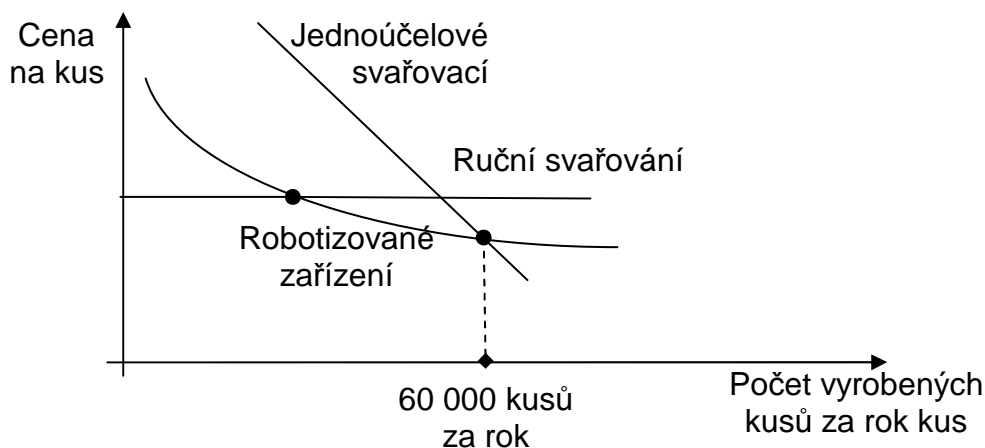 Cena
na kus
Jednoúčelové
svařovací
Ruční svařování
Robotizované
zařízení
60 000 kusů
za rok
Počet vyrobených
kusů za rok kus